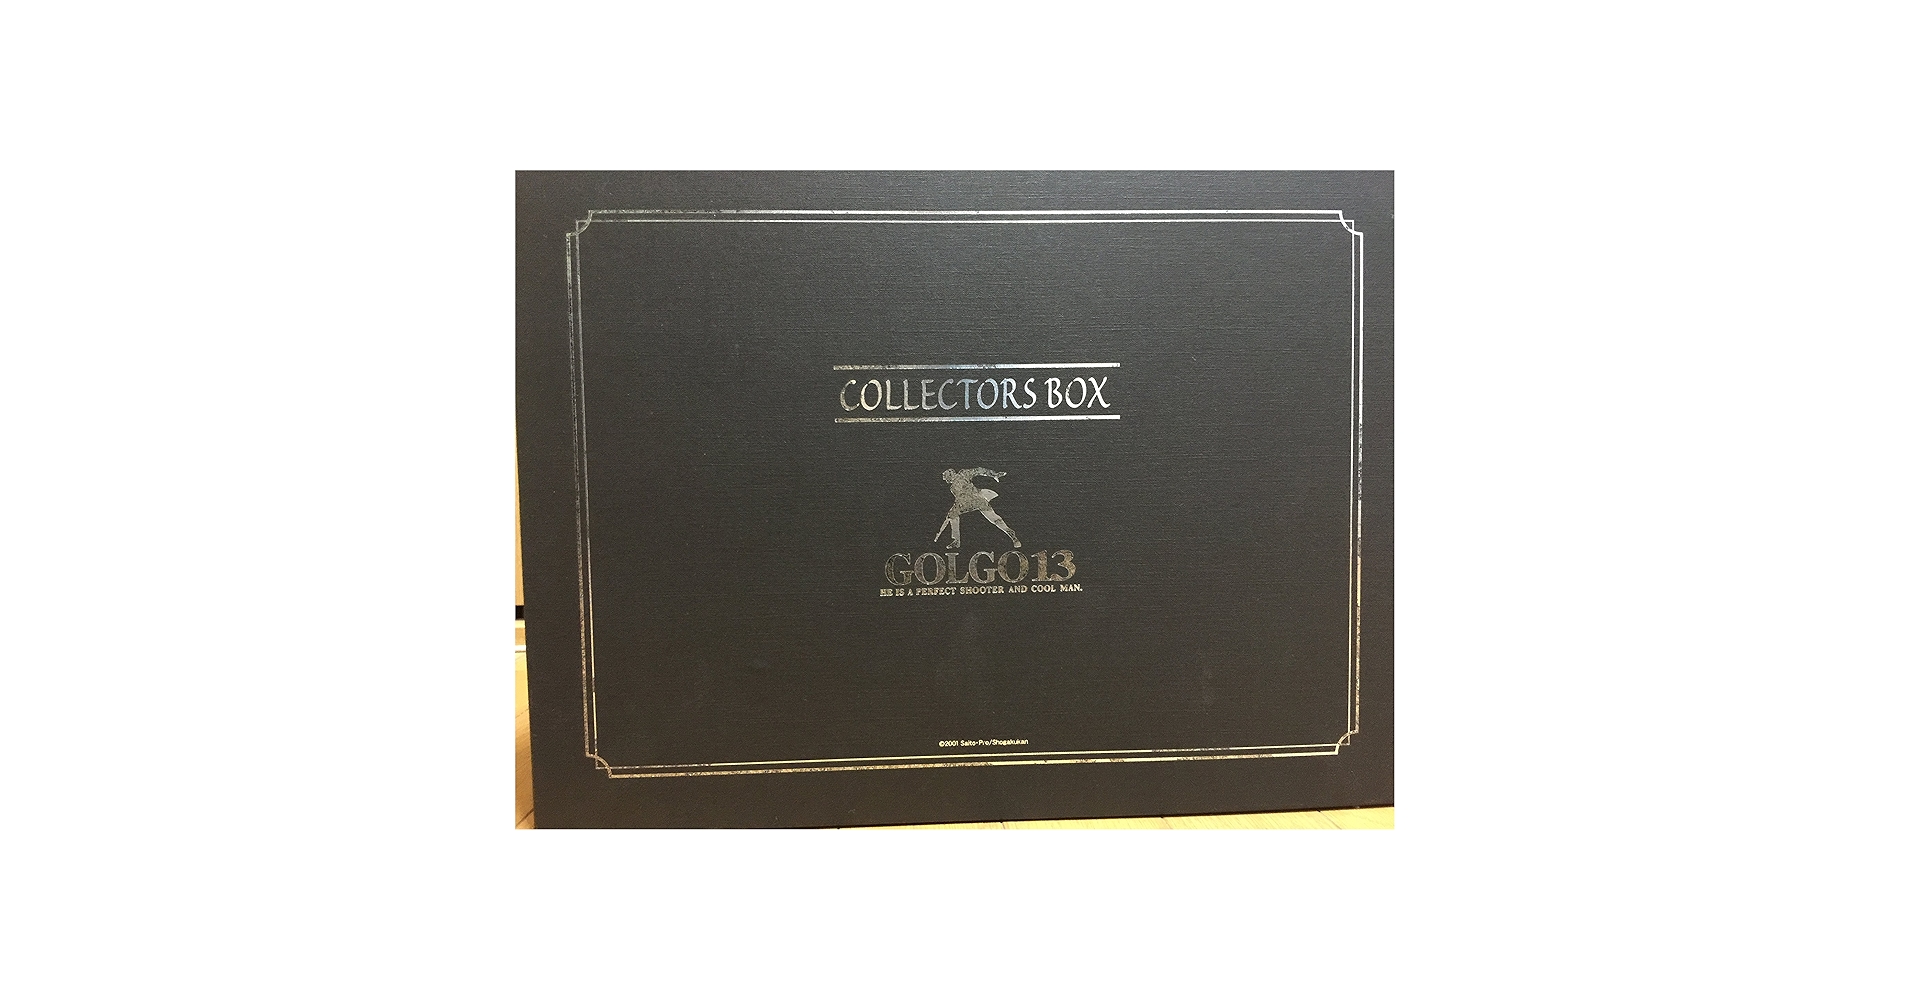 COLLECTORS BOX
GOLGO13
HE IS A PERFECT SHOOTER AND COOL MAN.
©2001 Saito-Pro/Shogakukan